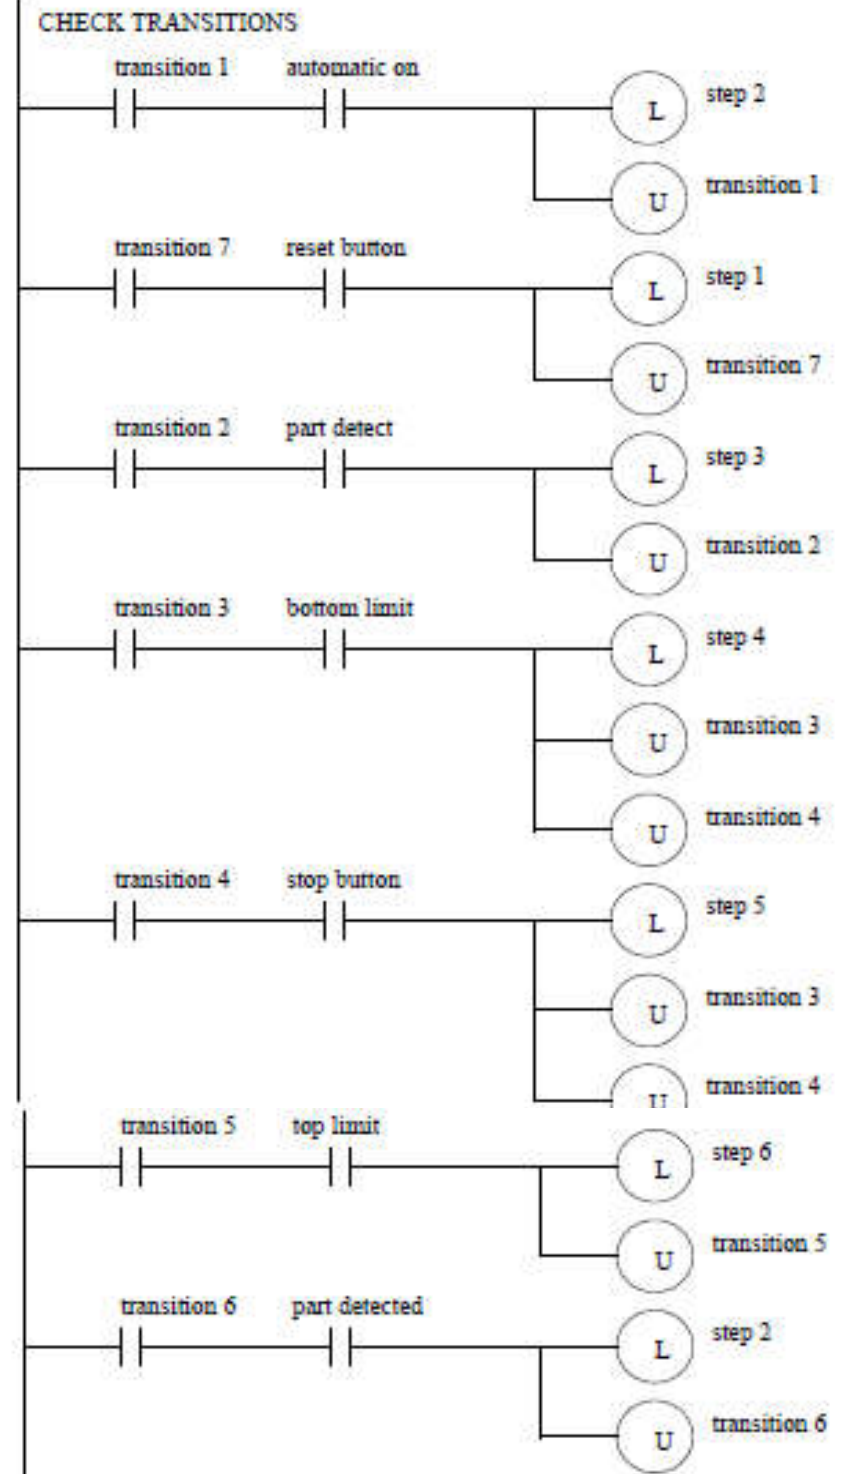 CHECK TRANSITIONS
transition 1 automatic on
L step 2
U transition 1
transition 7 reset button
L step 1
U transition 7
transition 2 part detect
L step 3
U transition 2
transition 3 bottom limit
L step 4
U transition 3
U transition 4
transition 4 stop button
L step 5
U transition 3
U transition 4
transition 5 top limit
L step 6
U transition 5
transition 6 part detected
L step 2
U transition 6